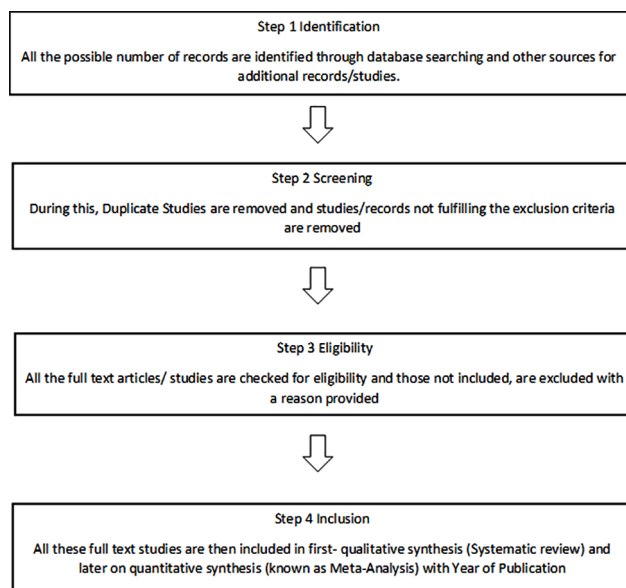 Step 1 Identification
All the possible number of records are identified through database searching and other sources for
additional records/studies.
Step 2 Screening
During this, Duplicate Studies are removed and studies/records not fulfilling the exclusion criteria
are removed
Step 3 Eligibility
All the full text articles/ studies are checked for eligibility and those not included, are excluded with
a reason provided
Step 4 Inclusion
All these full text studies are then included in first- qualitative synthesis (Systematic review) and
later on quantitative synthesis (known as Meta-Analysis) with Year of Publication